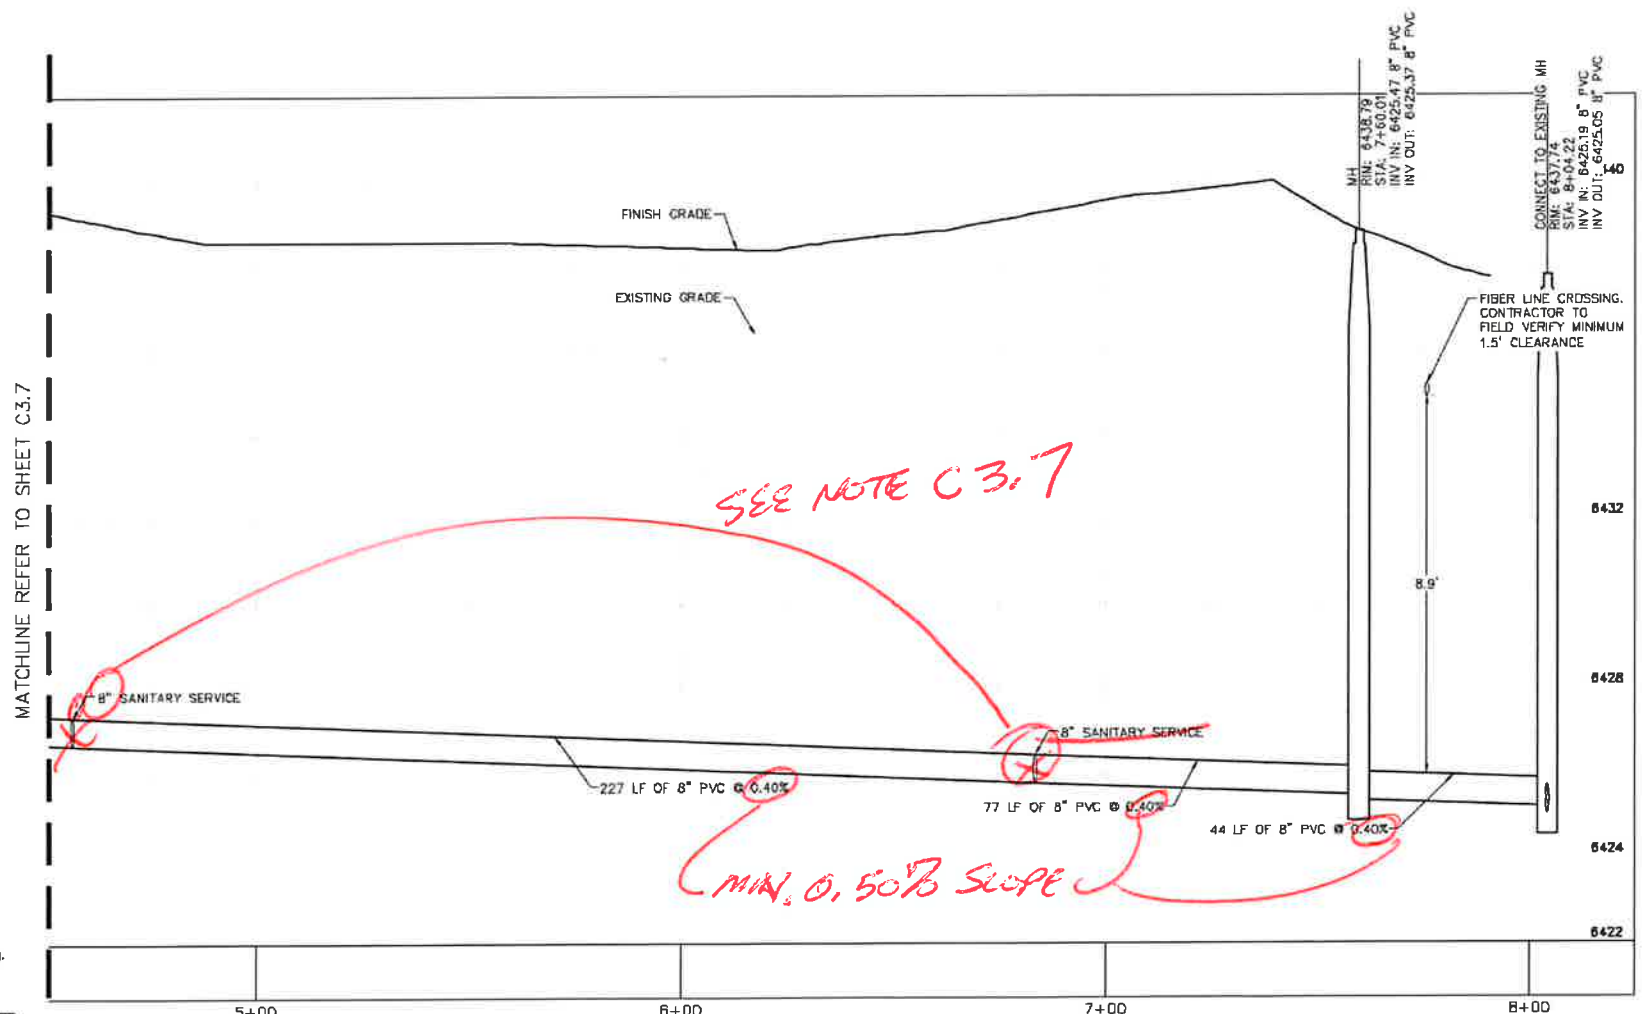 MATCHLINE REFER TO SHEET C3.7
FINISH GRADE
EXISTING GRADE
MH
RIM: 6438.79
STA: 7+60.01
INV IN: 6425.47 8" PVC
INV OUT: 6425.37 8" PVC
CONNECT TO EXISTING MH
RIM: 6437.74
STA: 8+04.22
INV IN: 6425.19 8" PVC
INV OUT: 6425.05 8" PVC
40
FIBER LINE CROSSING.
CONTRACTOR TO
FIELD VERIFY MINIMUM
1.5' CLEARANCE
SEE NOTE C 3.7
6432
8.9'
6428
8" SANITARY SERVICE
8" SANITARY SERVICE
227 LF OF 8" PVC @ 0.40%
77 LF OF 8" PVC @ 0.40%
44 LF OF 8" PVC @ 0.40%
6424
MIN. 0.50% SLOPE
6422
5+00
6+00
7+00
8+00